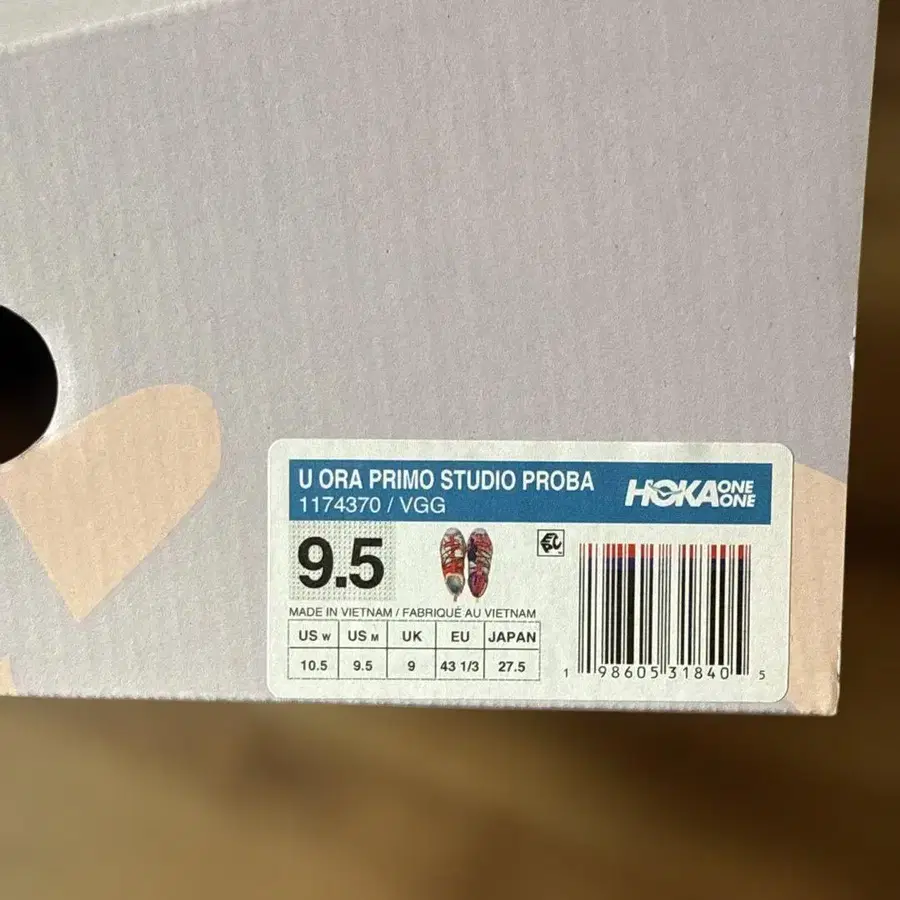 U ORA PRIMO STUDIO PROBA
1174370 / VGG
HOKA ONE ONE
9.5
MADE IN VIETNAM / FABRIQUÉ AU VIETNAM
US W US M UK EU JAPAN
10.5 9.5 9 43 1/3 27.5
1 98605 31840 5